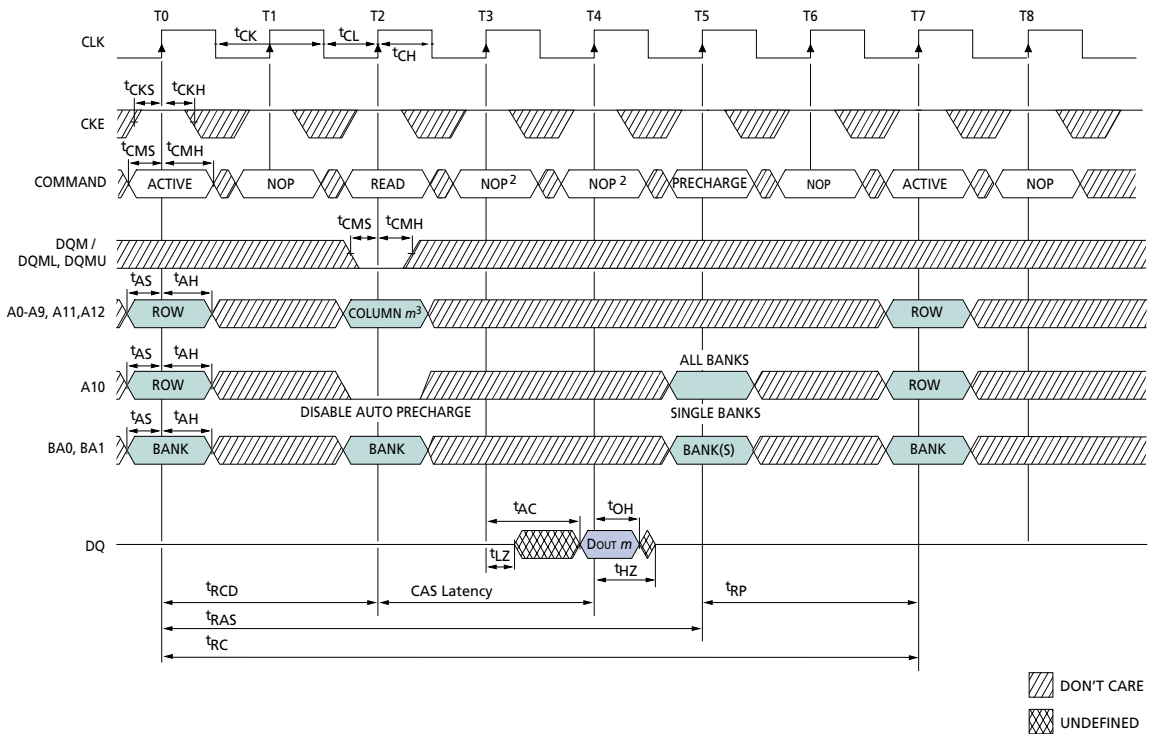 T0 T1 T2 T3 T4 T5 T6 T7 T8
CLK tCK tCL tCH
tCKS tCKH
CKE
tCMS tCMH
COMMAND ACTIVE NOP READ NOP2 NOP2 PRECHARGE NOP ACTIVE NOP
tCMS tCMH
DQM /
DQML, DQMU
tAS tAH
A0-A9, A11,A12 ROW COLUMN m3 ROW
tAS tAH ALL BANKS
A10 ROW ROW
DISABLE AUTO PRECHARGE SINGLE BANKS
tAS tAH
BA0, BA1 BANK BANK BANK(S) BANK
tAC tOH
DQ DOUT m
tLZ tHZ
tRCD CAS Latency tRP
tRAS
tRC
DON'T CARE
UNDEFINED